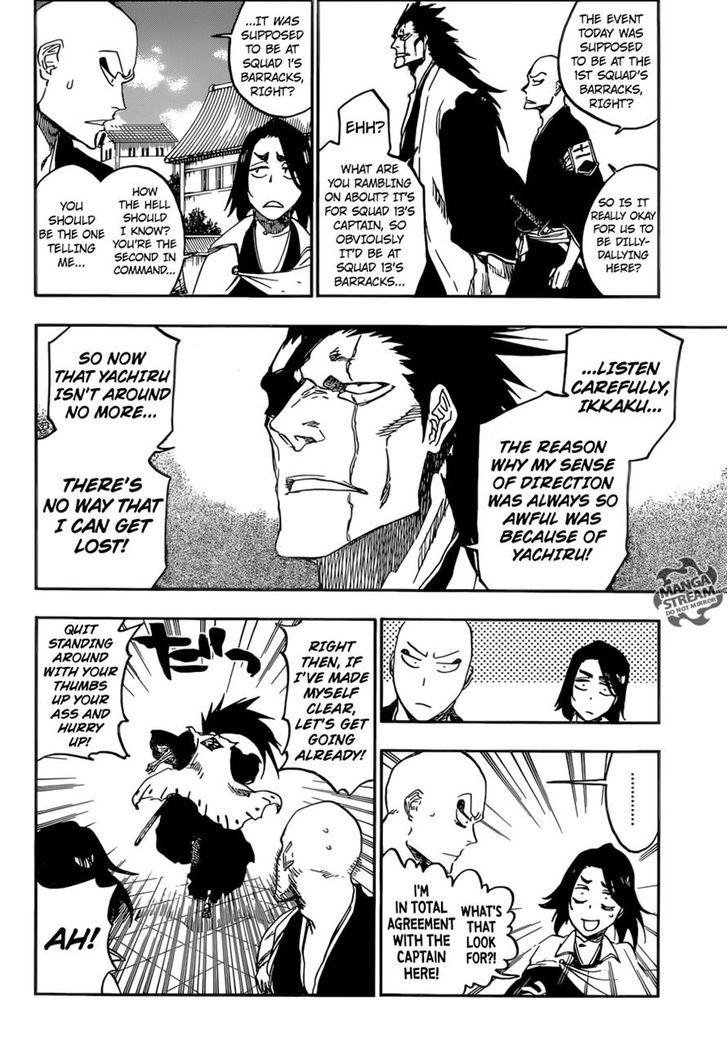 THE EVENT
TODAY WAS
SUPPOSED
TO BE AT THE
1ST SQUAD'S
BARRACKS,
RIGHT?
SO IS IT
REALLY OKAY
FOR US TO
BE DILLY-
DALLYING
HERE?
EHH?
WHAT ARE
YOU RAMBLING
ON ABOUT? IT'S
FOR SQUAD 13'S
CAPTAIN, SO
OBVIOUSLY
IT'D BE AT
SQUAD 13'S
BARRACKS...
...IT WAS
SUPPOSED
TO BE AT
SQUAD 1'S
BARRACKS,
RIGHT?
HOW
THE HELL
SHOULD
I KNOW?
YOU'RE THE
SECOND IN
COMMAND...
YOU
SHOULD
BE THE ONE
TELLING
ME...
...LISTEN
CAREFULLY,
IKKAKU...
THE REASON
WHY MY SENSE
OF DIRECTION
WAS ALWAYS SO
AWFUL WAS
BECAUSE OF
YACHIRU!
SO NOW
THAT YACHIRU
ISN'T AROUND
NO MORE...
THERE'S
NO WAY THAT
I CAN GET
LOST!
MANGA
STREAM
DO NOT MIRROR
.........
WHAT'S
THAT
LOOK
FOR?!
I'M
IN TOTAL
AGREEMENT
WITH THE
CAPTAIN
HERE!
RIGHT
THEN, IF
I'VE MADE
MYSELF
CLEAR,
LET'S GET
GOING
ALREADY!
だっ
QUIT
STANDING
AROUND
WITH YOUR
THUMBS
UP YOUR
ASS AND
HURRY
UP!
AH!